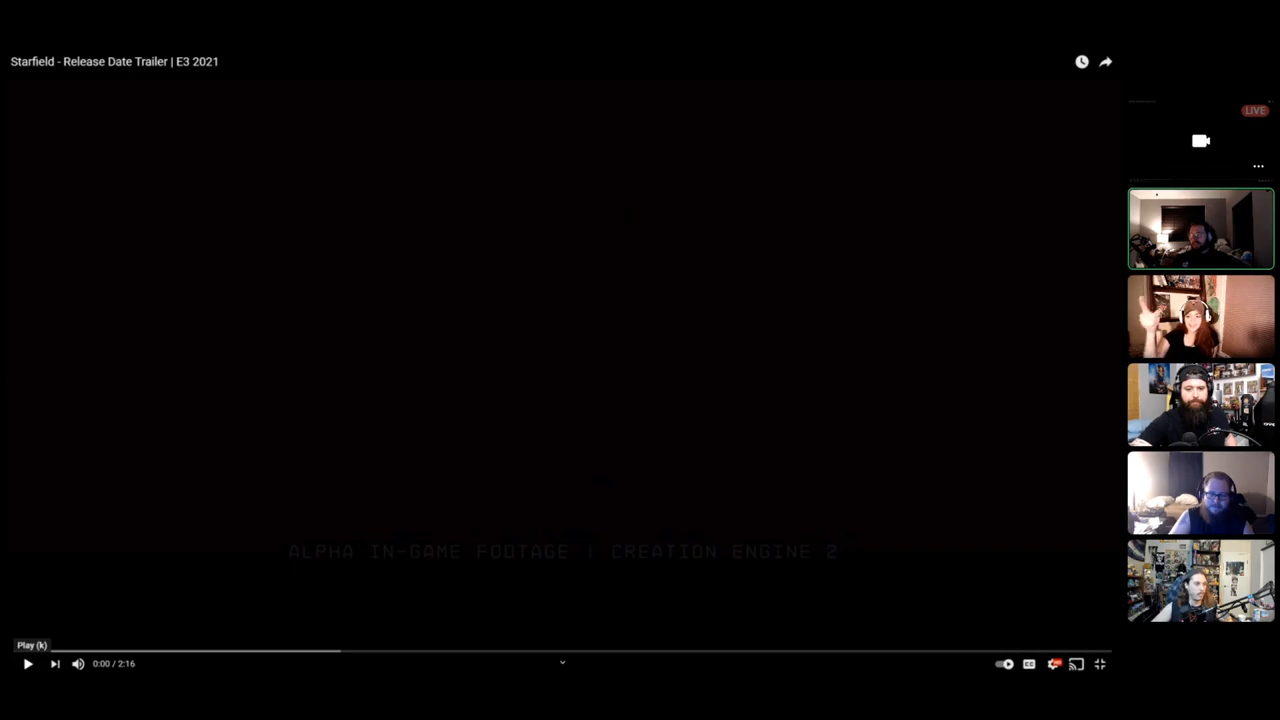 Starfield - Release Date Trailer | E3 2021
LIVE
ALPHA IN-GAME FOOTAGE | CREATION ENGINE 2
Play (k)
0:00 / 2:16
CC